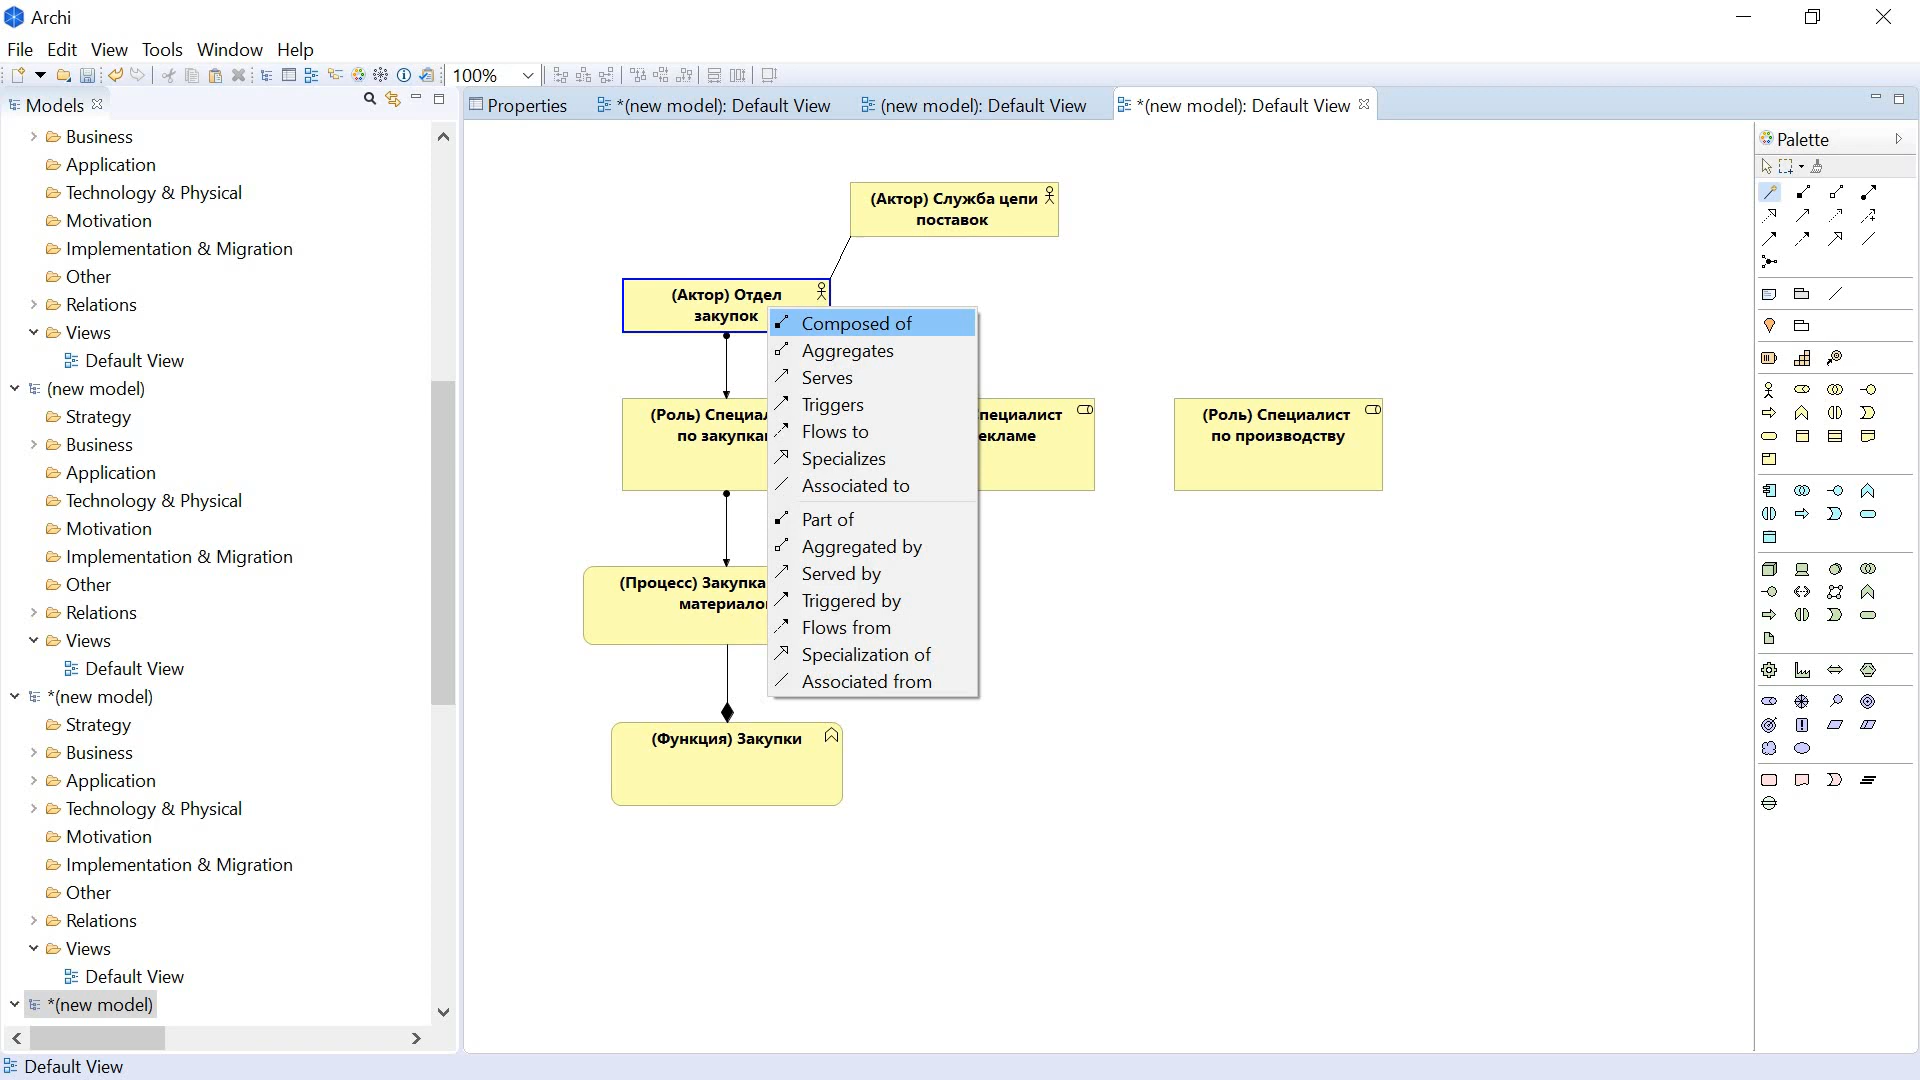 Archi
File Edit View Tools Window Help
100%
Models
Properties
*(new model): Default View
(new model): Default View
*(new model): Default View
Business
Application
Technology & Physical
Motivation
Implementation & Migration
Other
Relations
Views
Default View
(new model)
Strategy
Business
Application
Technology & Physical
Motivation
Implementation & Migration
Other
Relations
Views
Default View
*(new model)
Strategy
Business
Application
Technology & Physical
Motivation
Implementation & Migration
Other
Relations
Views
Default View
*(new model)
(Актор) Служба цепи
поставок
(Актор) Отдел
закупок
(Роль) Специал
по закупка
пециалист
екламе
(Роль) Специалист
по производству
(Процесс) Закупка
материало
(Функция) Закупки
Composed of
Aggregates
Serves
Triggers
Flows to
Specializes
Associated to
Part of
Aggregated by
Served by
Triggered by
Flows from
Specialization of
Associated from
Palette
Default View